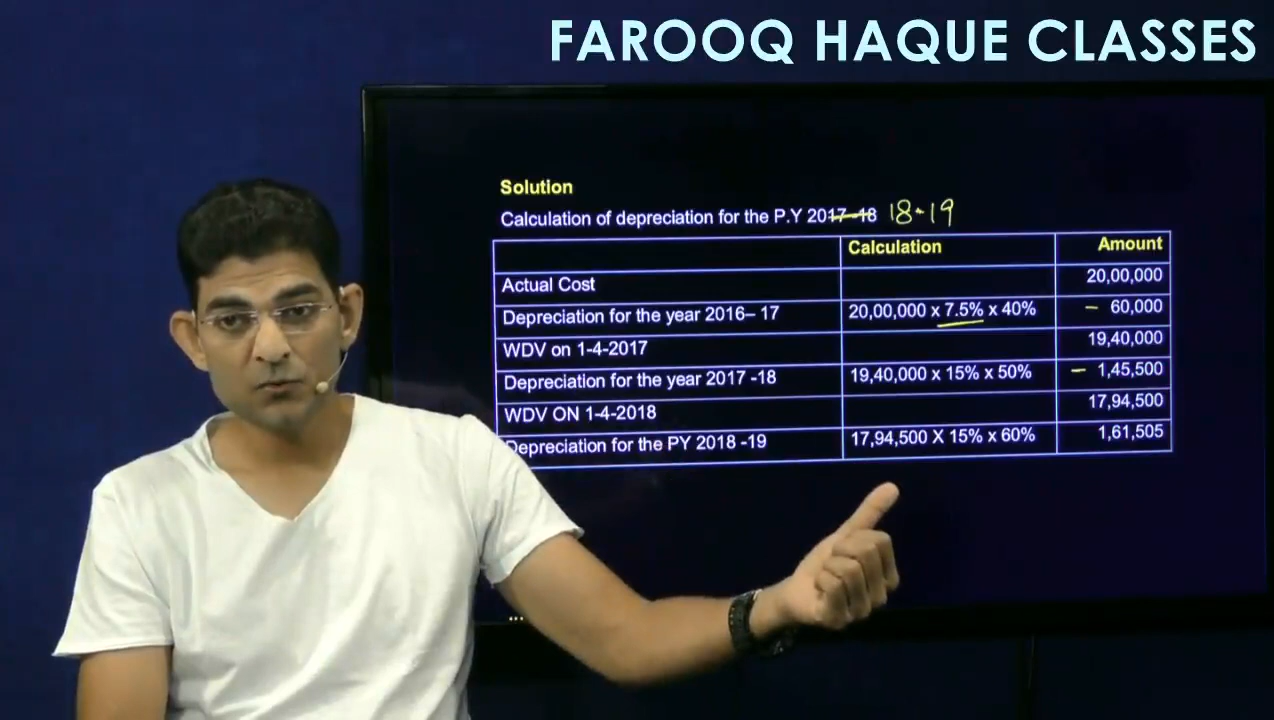 FAROOQ HAQUE CLASSES
Solution
Calculation of depreciation for the P.Y 2017-18 18-19
Calculation Amount
Actual Cost 20,00,000
Depreciation for the year 2016– 17 20,00,000 x 7.5% x 40% – 60,000
WDV on 1-4-2017 19,40,000
Depreciation for the year 2017 -18 19,40,000 x 15% x 50% – 1,45,500
WDV ON 1-4-2018 17,94,500
Depreciation for the PY 2018 -19 17,94,500 X 15% x 60% 1,61,505